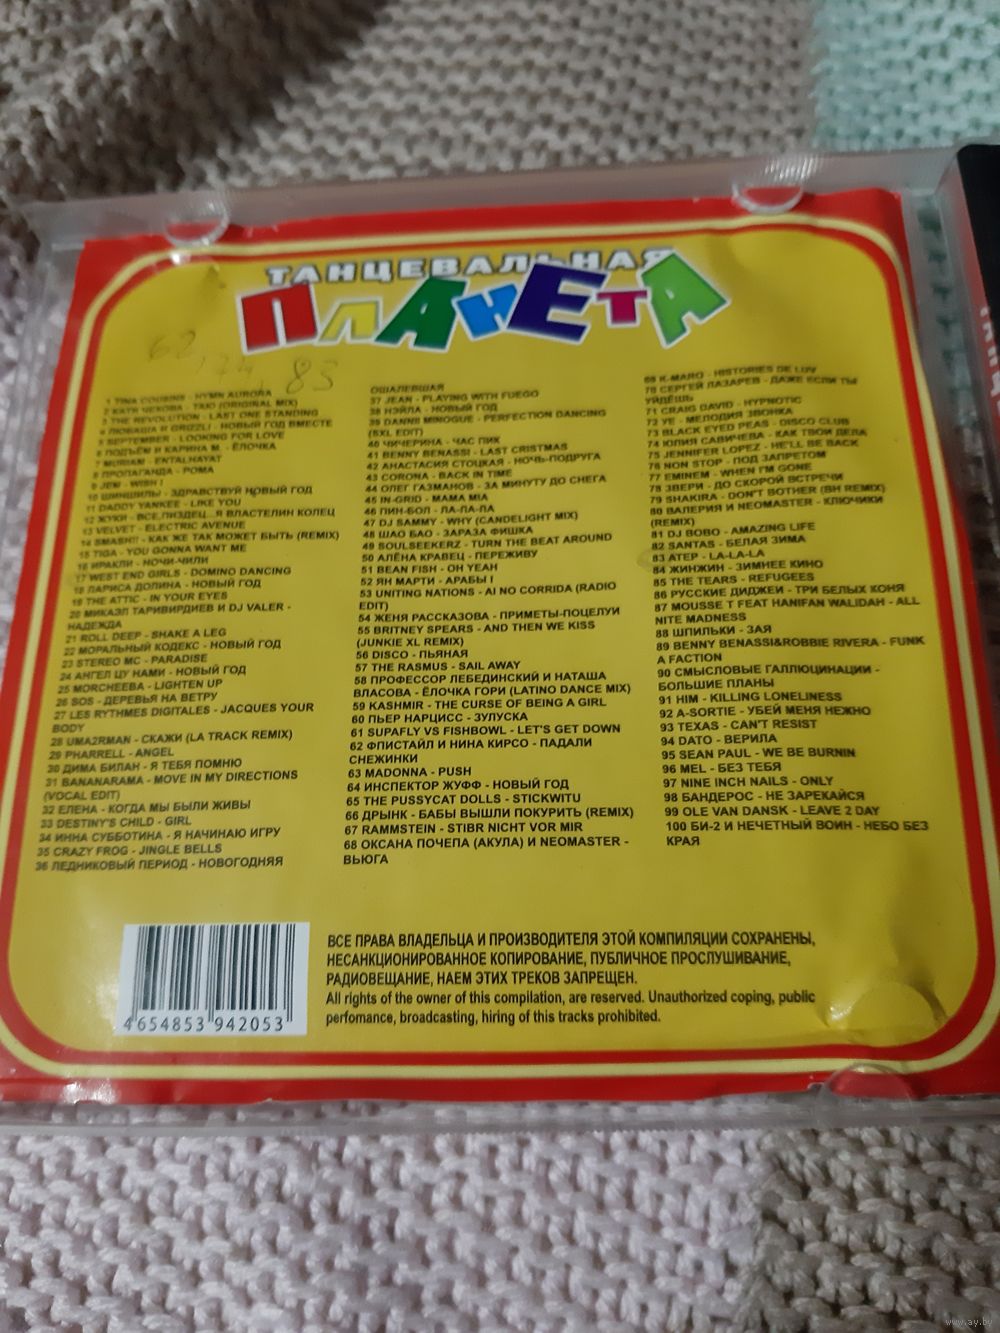 ТАНЦЕВАЛЬНАЯ
ПЛАНЕТА
62, 74, 83
1 TINA COUSINS - HYMN AURORA
2 КАТЯ ЧЕХОВА - ТАЮ (ORIGINAL MIX)
3 THE REVOLUTION - LAST ONE STANDING
4 ЛЮБАША И GRIZZLI - НОВЫЙ ГОД ВМЕСТЕ
5 SEPTEMBER - LOOKING FOR LOVE
6 ПОДЪЁМ И КАРИНА М. - ЁЛОЧКА
7 - ENTALHAYAT
8 ПРОПАГАНДА - РОМА
9 JEM - WISH I
10 ШИНШИЛЫ - ЗДРАВСТВУЙ НОВЫЙ ГОД
11 DADDY YANKEE - LIKE YOU
12 ЖУКИ - ВСЕ,ПИЗДЕЦ...Я ВЛАСТЕЛИН КОЛЕЦ
13 VELVET - ELECTRIC AVENUE
14 SMASH!! - КАК ЖЕ ТАК МОЖЕТ БЫТЬ (REMIX)
15 TIGA - YOU GONNA WANT ME
16 ИРАКЛИ - НОЧИ-ЧИЛИ
17 WEST END GIRLS - DOMINO DANCING
18 ЛАРИСА ДОЛИНА - НОВЫЙ ГОД
19 THE ATTIC - IN YOUR EYES
20 МИКАЭЛ ТАРИВИРДИЕВ И DJ VALER -
НАДЕЖДА
21 ROLL DEEP - SHAKE A LEG
22 МОРАЛЬНЫЙ КОДЕКС - НОВЫЙ ГОД
23 STEREO MC - PARADISE
24 АНГЕЛ ЦУ НАМИ - НОВЫЙ ГОД
25 MORCHEEBA - LIGHTEN UP
26 SOS - ДЕРЕВЬЯ НА ВЕТРУ
27 LES RYTHMES DIGITALES - JACQUES YOUR
BODY
28 UMA2RMAN - СКАЖИ (LA TRACK REMIX)
29 PHARRELL - ANGEL
30 ДИМА БИЛАН - Я ТЕБЯ ПОМНЮ
31 BANANARAMA - MOVE IN MY DIRECTIONS
(VOCAL EDIT)
32 ЕЛЕНА - КОГДА МЫ БЫЛИ ЖИВЫ
33 DESTINY'S CHILD - GIRL
34 ИННА СУББОТИНА - Я НАЧИНАЮ ИГРУ
35 CRAZY FROG - JINGLE BELLS
36 ЛЕДНИКОВЫЙ ПЕРИОД - НОВОГОДНЯЯ
ОШАЛЕВШАЯ
37 JEAN - PLAYING WITH FUEGO
38 НЭЙЛА - НОВЫЙ ГОД
39 DANNII MINOGUE - PERFECTION DANCING
(SXL EDIT)
40 ЧИЧЕРИНА - ЧАС ПИК
41 BENNY BENASSI - LAST CRISTMAS
42 АНАСТАСИЯ СТОЦКАЯ - НОЧЬ-ПОДРУГА
43 CORONA - BACK IN TIME
44 ОЛЕГ ГАЗМАНОВ - ЗА МИНУТУ ДО СНЕГА
45 IN-GRID - MAMA MIA
46 ПИН-БОЛ - ЛА-ЛА-ЛА
47 DJ SAMMY - WHY (CANDELIGHT MIX)
48 ШАО БАО - ЗАРАЗА ФИШКА
49 SOULSEEKERZ - TURN THE BEAT AROUND
50 АЛЁНА КРАВЕЦ - ПЕРЕЖИВУ
51 BEAN FISH - OH YEAH
52 ЯН МАРТИ - АРАБЫ !
53 UNITING NATIONS - AI NO CORRIDA (RADIO
EDIT)
54 ЖЕНЯ РАССКАЗОВА - ПРИМЕТЫ-ПОЦЕЛУИ
55 BRITNEY SPEARS - AND THEN WE KISS
(JUNKIE XL REMIX)
56 DISCO - ПЬЯНАЯ
57 THE RASMUS - SAIL AWAY
58 ПРОФЕССОР ЛЕБЕДИНСКИЙ И НАТАША
ВЛАСОВА - ЁЛОЧКА ГОРИ (LATINO DANCE MIX)
59 KASHMIR - THE CURSE OF BEING A GIRL
60 ПЬЕР НАРЦИСС - ЗУЛУСКА
61 SUPAFLY VS FISHBOWL - LET'S GET DOWN
62 ФЛИСТАЙЛ И НИНА КИРСО - ПАДАЛИ
СНЕЖИНКИ
63 MADONNA - PUSH
64 ИНСПЕКТОР ЖУФФ - НОВЫЙ ГОД
65 THE PUSSYCAT DOLLS - STICKWITU
66 ДРЫНК - БАБЫ ВЫШЛИ ПОКУРИТЬ (REMIX)
67 RAMMSTEIN - STIBR NICHT VOR MIR
68 ОКСАНА ПОЧЕПА (АКУЛА) И NEOMASTER -
ВЬЮГА
69 K-MARO - HISTORIES DE LUV
70 СЕРГЕЙ ЛАЗАРЕВ - ДАЖЕ ЕСЛИ ТЫ
УЙДЁШЬ
71 CRAIG DAVID - HYPNOTIC
72 УЕ - МЕЛОДИЯ ЗВОНКА
73 BLACK EYED PEAS - DISCO CLUB
74 ЮЛИЯ САВИЧЕВА - КАК ТВОИ ДЕЛА
75 JENNIFER LOPEZ - HE'LL BE BACK
76 NON STOP - ПОД ЗАПРЕТОМ
77 EMINEM - WHEN I'M GONE
78 ЗВЕРИ - ДО СКОРОЙ ВСТРЕЧИ
79 SHAKIRA - DON'T BOTHER (BH REMIX)
80 ВАЛЕРИЯ И NEOMASTER - КЛЮЧИКИ
(REMIX)
81 DJ BOBO - AMAZING LIFE
82 SANTAS - БЕЛАЯ ЗИМА
83 АТЕР - LA-LA-LA
84 ЖИНЖИН - ЗИМНЕЕ КИНО
85 THE TEARS - REFUGEES
86 РУССКИЕ ДИДЖЕИ - ТРИ БЕЛЫХ КОНЯ
87 MOUSSE T FEAT HANIFAN WALIDAH - ALL
NITE MADNESS
88 ШПИЛЬКИ - ЗАЯ
89 BENNY BENASSI&ROBBIE RIVERA - FUNK
A FACTION
90 СМЫСЛОВЫЕ ГАЛЛЮЦИНАЦИИ -
БОЛЬШИЕ ПЛАНЫ
91 HIM - KILLING LONELINESS
92 A-SORTIE - УБЕЙ МЕНЯ НЕЖНО
93 TEXAS - CAN'T RESIST
94 DATO - ВЕРИЛА
95 SEAN PAUL - WE BE BURNIN
96 MEL - БЕЗ ТЕБЯ
97 NINE INCH NAILS - ONLY
98 БАНДЕРОС - НЕ ЗАРЕКАЙСЯ
99 OLE VAN DANSK - LEAVE 2 DAY
100 БИ-2 И НЕЧЕТНЫЙ ВОИН - НЕБО БЕЗ
КРАЯ
4 654853 942053
ВСЕ ПРАВА ВЛАДЕЛЬЦА И ПРОИЗВОДИТЕЛЯ ЭТОЙ КОМПИЛЯЦИИ СОХРАНЕНЫ,
НЕСАНКЦИОНИРОВАННОЕ КОПИРОВАНИЕ, ПУБЛИЧНОЕ ПРОСЛУШИВАНИЕ,
РАДИОВЕЩАНИЕ, НАЕМ ЭТИХ ТРЕКОВ ЗАПРЕЩЕН.
All rights of the owner of this compilation, are reserved. Unauthorized coping, public
perfomance, broadcasting, hiring of this tracks prohibited.
www.ay.by